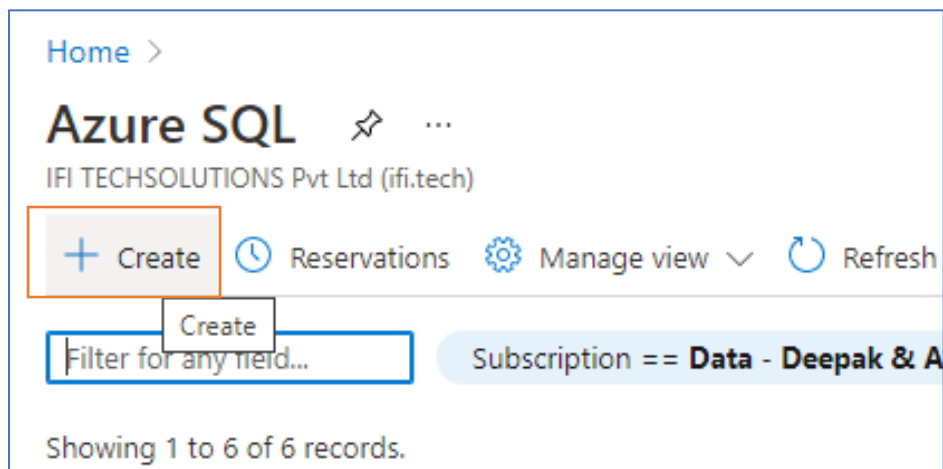 Home >
Azure SQL ...
IFI TECHSOLUTIONS Pvt Ltd (ifi.tech)
+ Create Reservations Manage view Refresh
Create
Filter for any field... Subscription == Data - Deepak & A
Showing 1 to 6 of 6 records.